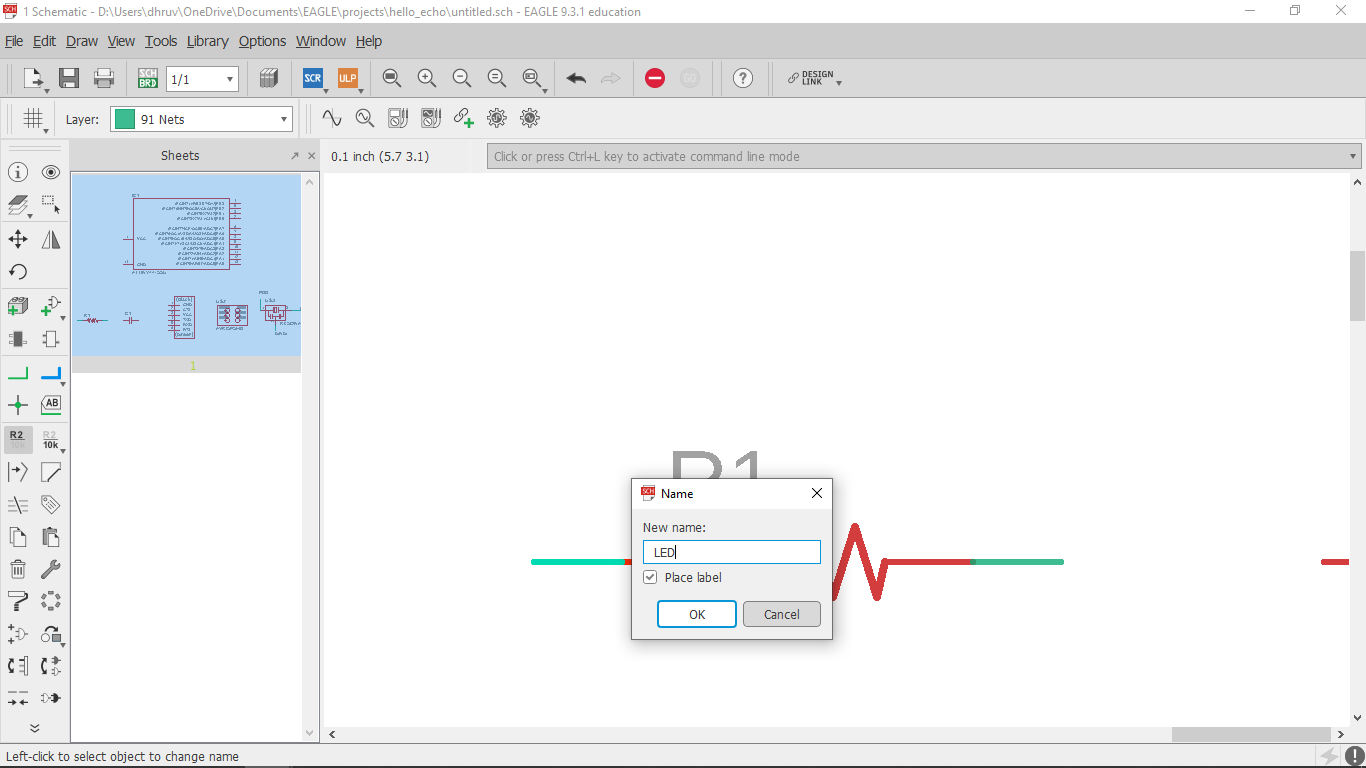 1 Schematic - D:\Users\dhruv\OneDrive\Documents\EAGLE\projects\hello_echo\untitled.sch - EAGLE 9.3.1 education
File Edit Draw View Tools Library Options Window Help
SCH BRD 1/1 SCR ULP DESIGN LINK
Layer: 91 Nets
Sheets
0.1 inch (5.7 3.1)
Click or press Ctrl+L key to activate command line mode
VCC
GND
1
AB
R2
10k
R2
10k
R1
SCH Name
New name:
LED
Place label
OK Cancel
Left-click to select object to change name